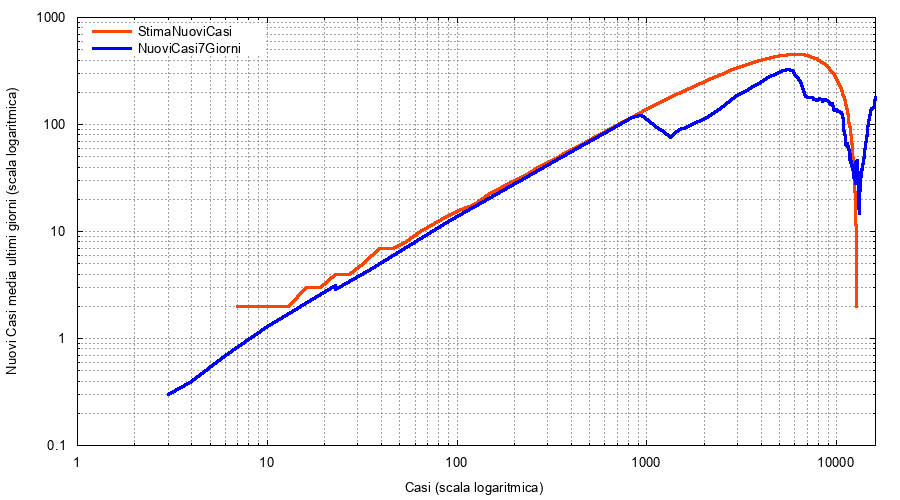 1000
StimaNuoviCasi
NuoviCasi7Giorni
100
10
1
0.1
Nuovi Casi media ultimi giorni (scala logaritmica)
1 10 100 1000 10000
Casi (scala logaritmica)